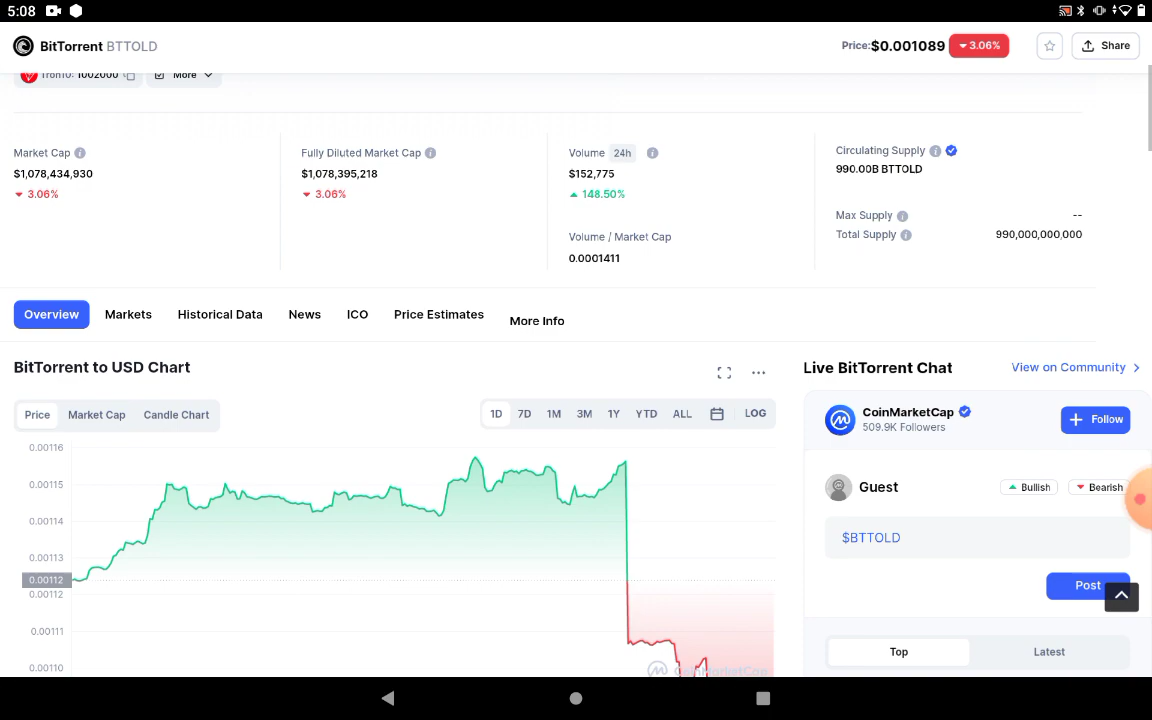 5:08
BitTorrent BTTOLD
Price:$0.001089 3.06%
Share
Tron10: 1002000
More
Market Cap
$1,078,434,930
3.06%
Fully Diluted Market Cap
$1,078,395,218
3.06%
Volume 24h
$152,775
148.50%
Volume / Market Cap
0.0001411
Circulating Supply
990.00B BTTOLD
Max Supply --
Total Supply 990,000,000,000
Overview Markets Historical Data News ICO Price Estimates More Info
BitTorrent to USD Chart
Price Market Cap Candle Chart
1D 7D 1M 3M 1Y YTD ALL LOG
0.00116
0.00115
0.00114
0.00113
0.00112
0.00112
0.00111
0.00110
CoinMarketCap
Live BitTorrent Chat
View on Community
CoinMarketCap
509.9K Followers
Follow
Guest
Bullish
Bearish
$BTTOLD
Post
Top Latest